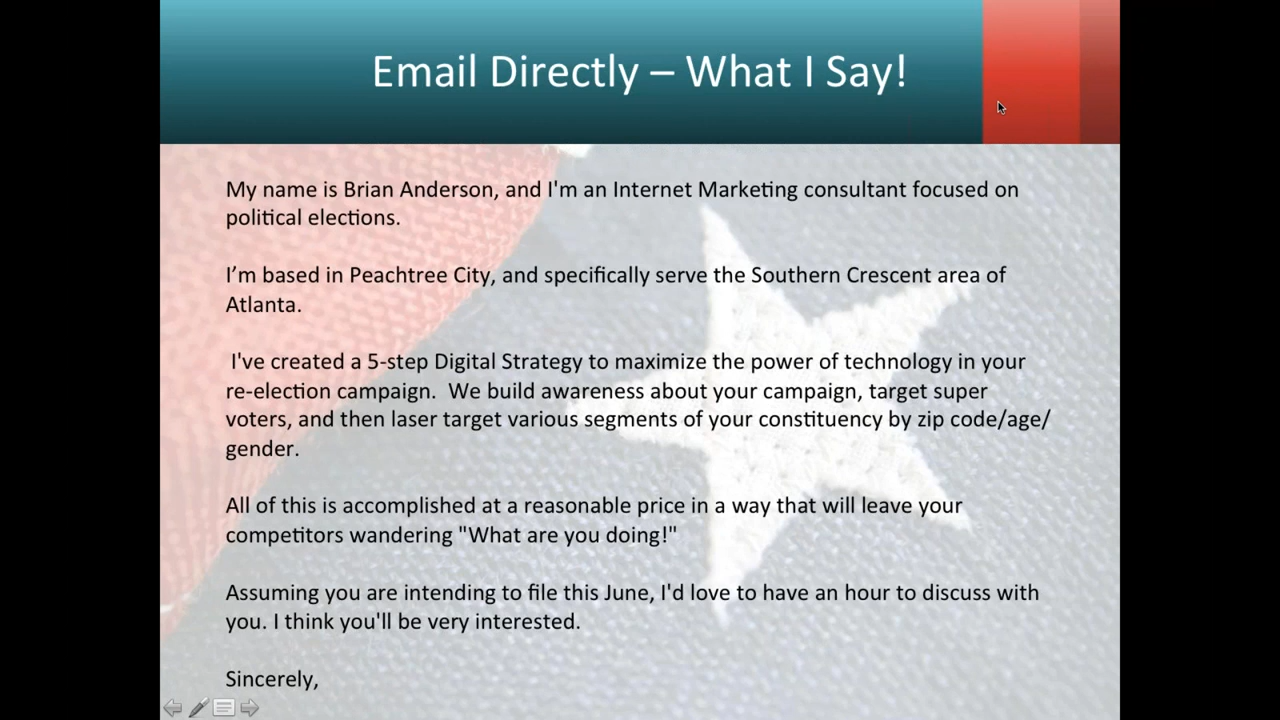 Email Directly – What I Say!
My name is Brian Anderson, and I'm an Internet Marketing consultant focused on
political elections.
I’m based in Peachtree City, and specifically serve the Southern Crescent area of
Atlanta.
I've created a 5-step Digital Strategy to maximize the power of technology in your
re-election campaign.  We build awareness about your campaign, target super
voters, and then laser target various segments of your constituency by zip code/age/
gender.
All of this is accomplished at a reasonable price in a way that will leave your
competitors wandering "What are you doing!"
Assuming you are intending to file this June, I'd love to have an hour to discuss with
you. I think you'll be very interested.
Sincerely,